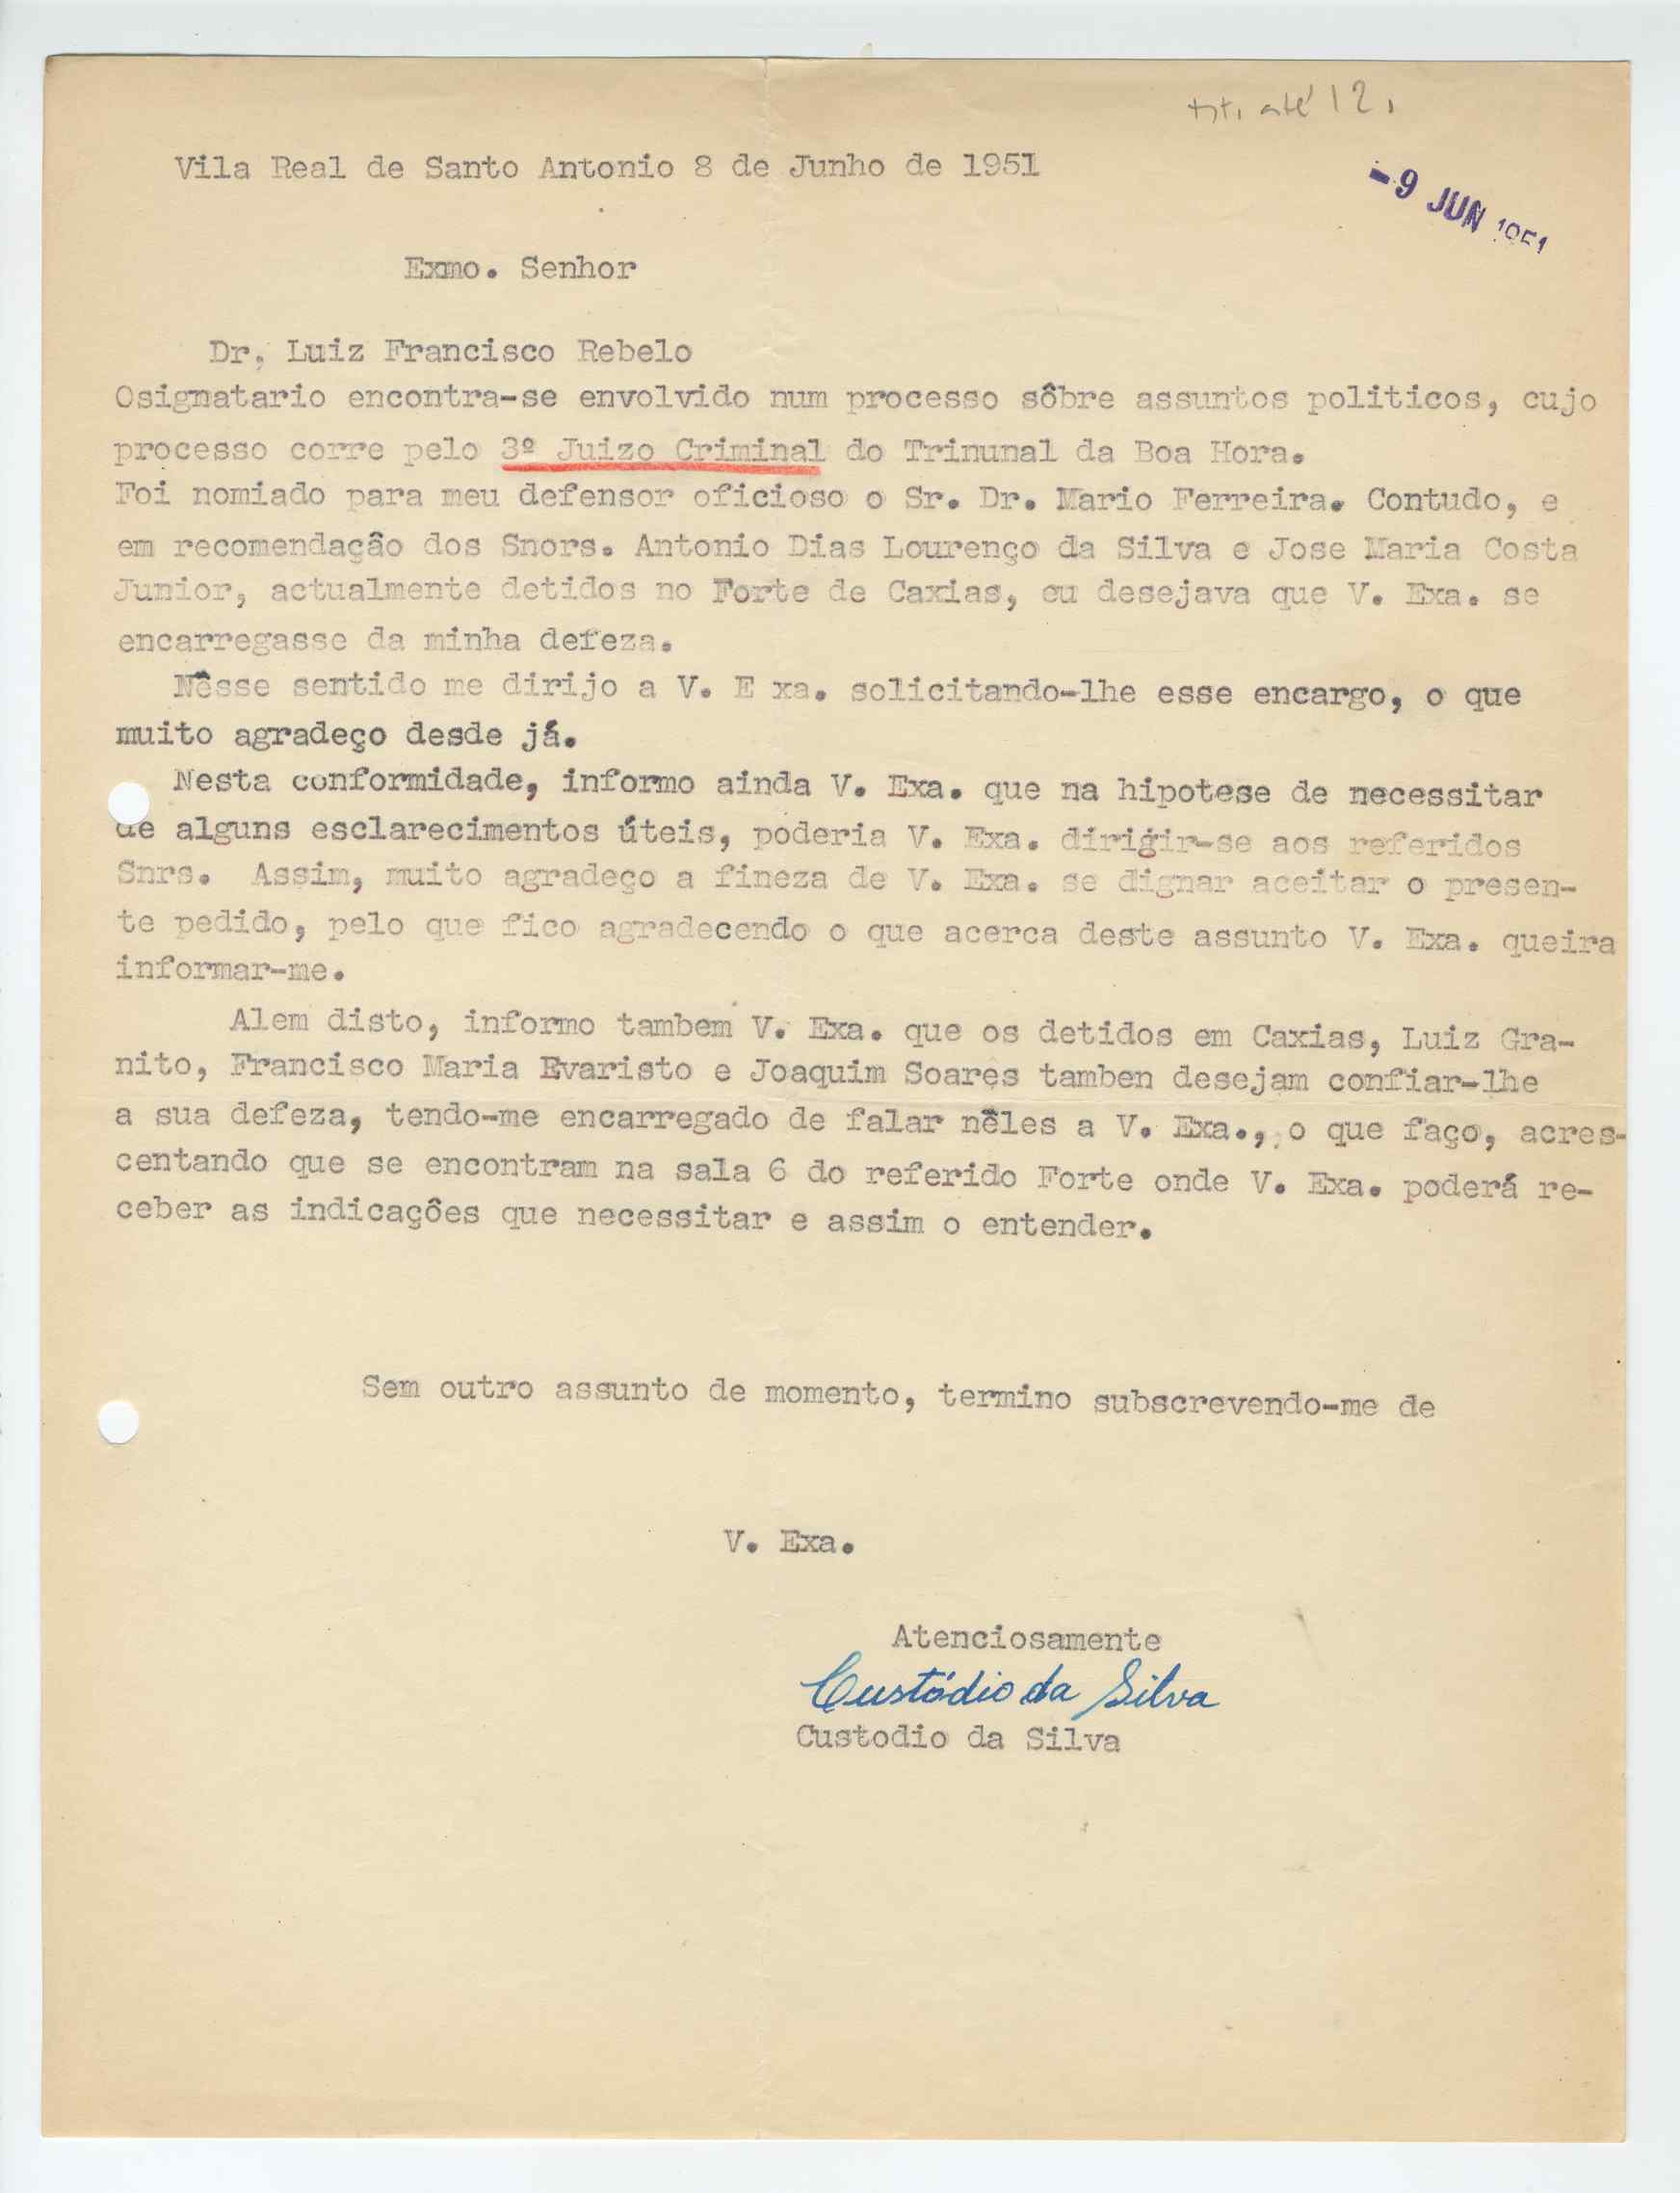 até 12.
Vila Real de Santo Antonio 8 de Junho de 1951
-9 JUN 1951
Exmo. Senhor
Dr. Luiz Francisco Rebelo
Osignatario encontra-se envolvido num processo sôbre assuntos politicos, cujo
processo corre pelo 3º Juizo Criminal do Trinunal da Boa Hora.
Foi nomiado para meu defensor oficioso o Sr. Dr. Mario Ferreira. Contudo, e
em recomendação dos Snors. Antonio Dias Lourenço da Silva e Jose Maria Costa
Junior, actualmente detidos no Forte de Caxias, eu desejava que V. Exa. se
encarregasse da minha defeza.
Nêsse sentido me dirijo a V. E xa. solicitando-lhe esse encargo, o que
muito agradeço desde já.
Nesta conformidade, informo ainda V. Exa. que na hipotese de necessitar
de alguns esclarecimentos úteis, poderia V. Exa. dirigir-se aos referidos
Snrs. Assim, muito agradeço a fineza de V. Exa. se dignar aceitar o presen-
te pedido, pelo que fico agradecendo o que acerca deste assunto V. Exa. queira
informar-me.
Alem disto, informo tambem V. Exa. que os detidos em Caxias, Luiz Gra-
nito, Francisco Maria Evaristo e Joaquim Soares tamben desejam confiar-lhe
a sua defeza, tendo-me encarregado de falar nêles a V. Exa., o que faço, acres-
centando que se encontram na sala 6 do referido Forte onde V. Exa. poderá re-
ceber as indicações que necessitar e assim o entender.
Sem outro assunto de momento, termino subscrevendo-me de
V. Exa.
Atenciosamente
Custódio da Silva
Custodio da Silva